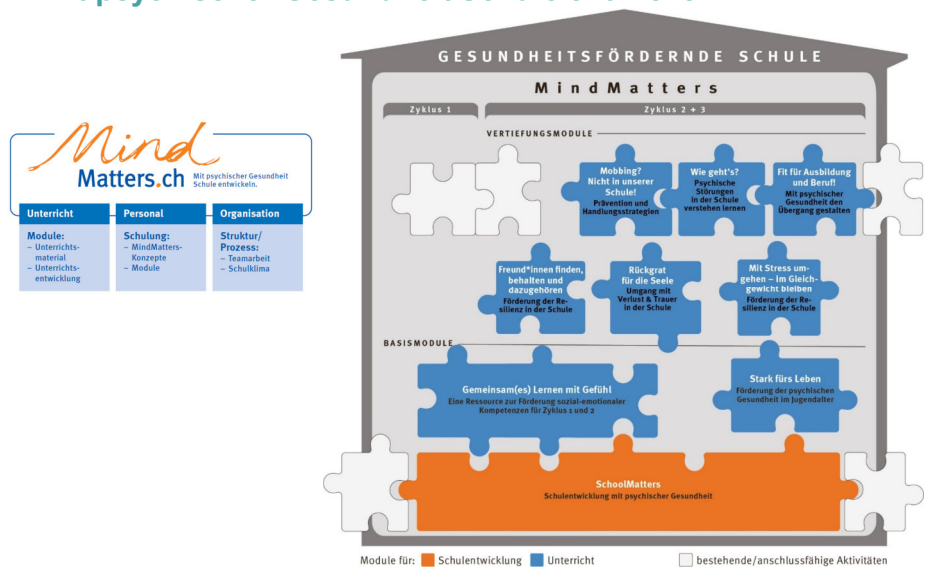 GESUNDHEITSFÖRDERNDE SCHULE
MindMatters
Zyklus 1
Zyklus 2 + 3
VERTIEFUNGSMODULE
Mobbing?
Nicht in unserer
Schule!
Prävention und
Handlungsstrategien
Wie geht's?
Psychische
Störungen
in der Schule
verstehen lernen
Fit für Ausbildung
und Beruf!
Mit psychischer
Gesundheit den
Übergang gestalten
Freund*innen finden,
behalten und
dazugehören
Förderung der Re-
silienz in der Schule
Rückgrat
für die Seele
Umgang mit
Verlust & Trauer
in der Schule
Mit Stress um-
gehen – im Gleich-
gewicht bleiben
Förderung der Re-
silienz in der Schule
BASISMODULE
Gemeinsam(es) Lernen mit Gefühl
Eine Ressource zur Förderung sozial-emotionaler
Kompetenzen für Zyklus 1 und 2
Stark fürs Leben
Förderung der psychischen
Gesundheit im Jugendalter
SchoolMatters
Schulentwicklung mit psychischer Gesundheit
Module für: Schulentwicklung Unterricht bestehende/anschlussfähige Aktivitäten
Mind
Matters.ch
Mit psychischer Gesundheit
Schule entwickeln.
Unterricht
Module:
– Unterrichts-
material
– Unterrichts-
entwicklung
Personal
Schulung:
– MindMatters-
Konzepte
– Module
Organisation
Struktur/
Prozess:
– Teamarbeit
– Schulklima